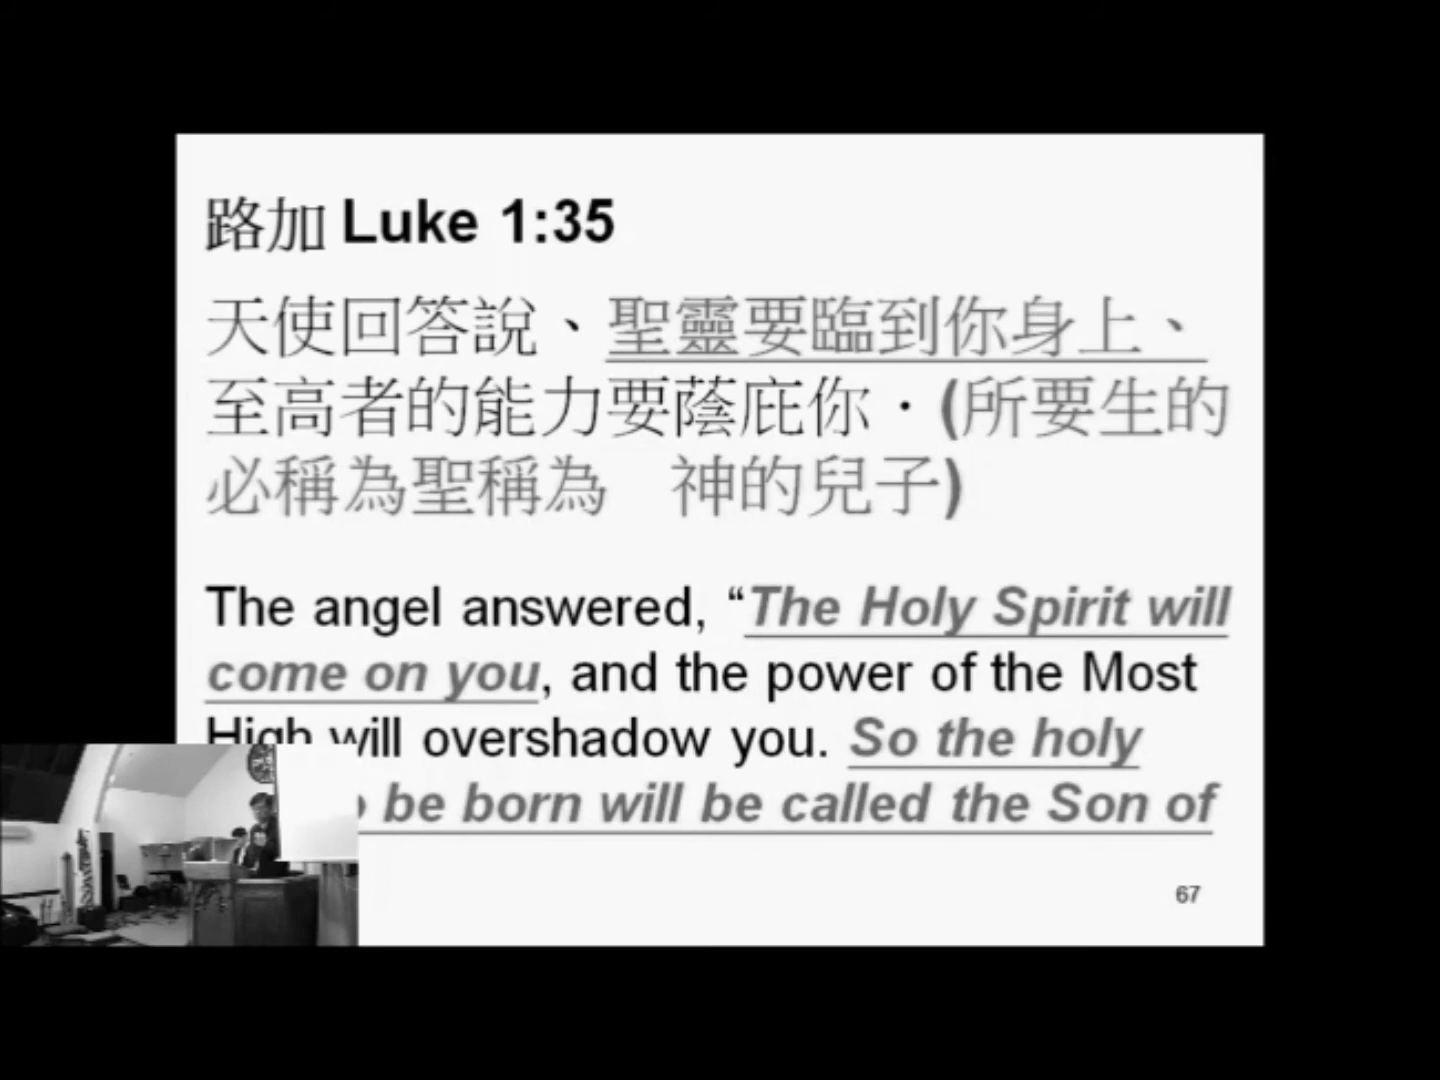 路加 Luke 1:35
天使回答說、聖靈要臨到你身上、
至高者的能力要蔭庇你．(所要生的
必稱為聖稱為　神的兒子)
The angel answered, “The Holy Spirit will
come on you, and the power of the Most
High will overshadow you. So the holy
be born will be called the Son of
67